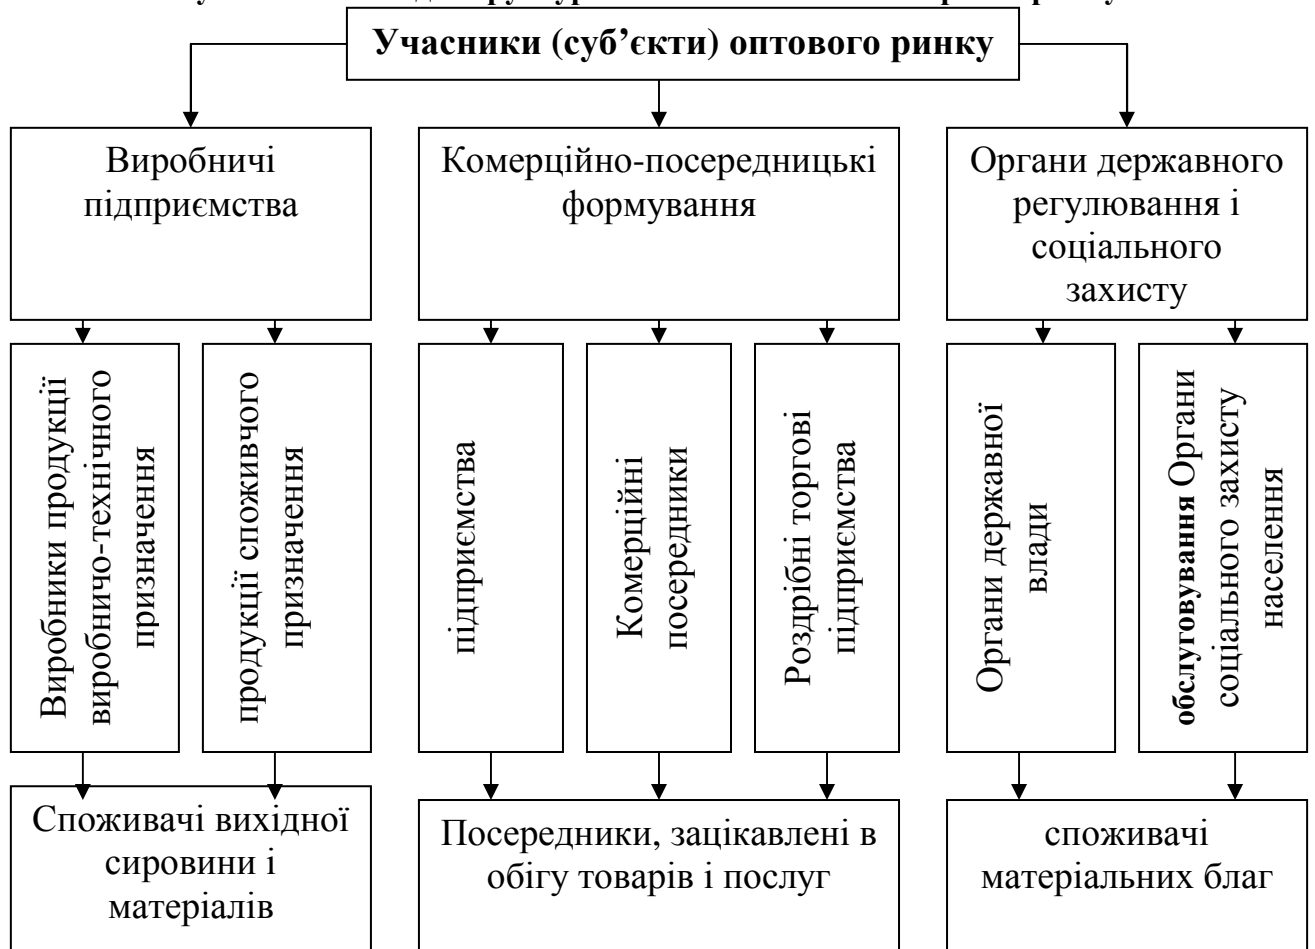 Учасники (суб’єкти) оптового ринку
Виробничі
підприємства
Комерційно-посередницькі
формування
Органи державного
регулювання і
соціального
захисту
Виробники продукції
виробничо-технічного
призначення
продукції споживчого
призначення
підприємства
Комерційні
посередники
Роздрібні торгові
підприємства
Органи державної
влади
обслуговування Органи
соціального захисту
населення
Споживачі вихідної
сировини і
матеріалів
Посередники, зацікавлені в
обігу товарів і послуг
споживачі
матеріальних благ